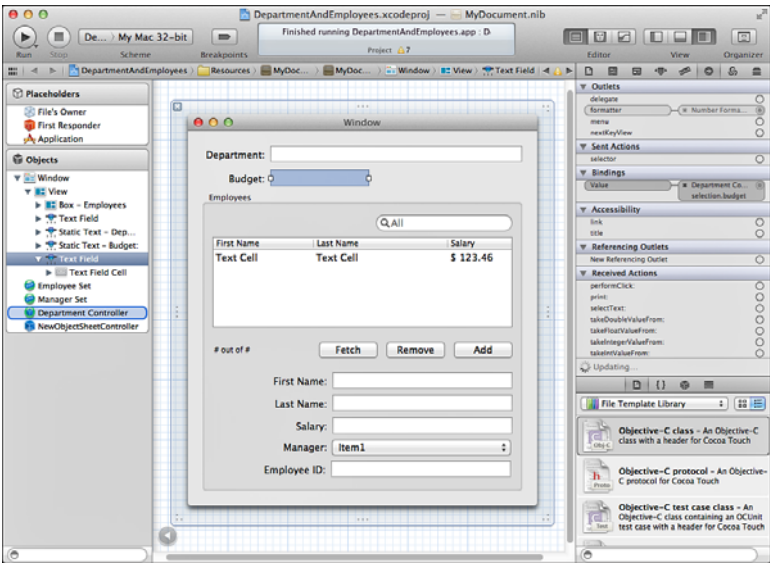 DepartmentAndEmployees.xcodeproj — MyDocument.nib
De... My Mac 32-bit
Finished running DepartmentAndEmployees.app : D
Project 7
Run Stop Scheme Breakpoints Editor View Organizer
DepartmentAndEmployees Resources MyDoc... MyDoc... Window View Text Field
Placeholders
File's Owner
First Responder
Application
Objects
Window
View
Box - Employees
Text Field
Static Text - Dep...
Static Text - Budget:
Text Field
Text Field Cell
Employee Set
Manager Set
Department Controller
NewObjectSheetController
Window
Department:
Budget:
Employees
All
First Name Last Name Salary
Text Cell Text Cell $ 123.46
# out of # Fetch Remove Add
First Name:
Last Name:
Salary:
Manager: Item1
Employee ID:
Outlets
delegate
formatter Number Forma...
menu
nextKeyView
Sent Actions
selector
Bindings
Value Department Co...
selection.budget
Accessibility
link
title
Referencing Outlets
New Referencing Outlet
Received Actions
performClick:
print:
selectText:
takeDoubleValueFrom:
takeFloatValueFrom:
takeIntegerValueFrom:
takeIntValueFrom:
Updating...
File Template Library
Objective-C class - An Objective-C
class with a header for Cocoa Touch
Obj-C
Objective-C protocol - An Objective-
C protocol for Cocoa Touch
h
Proto
Objective-C test case class - An
Objective-C class containing an OCUnit
test case with a header for Cocoa Touch
Test